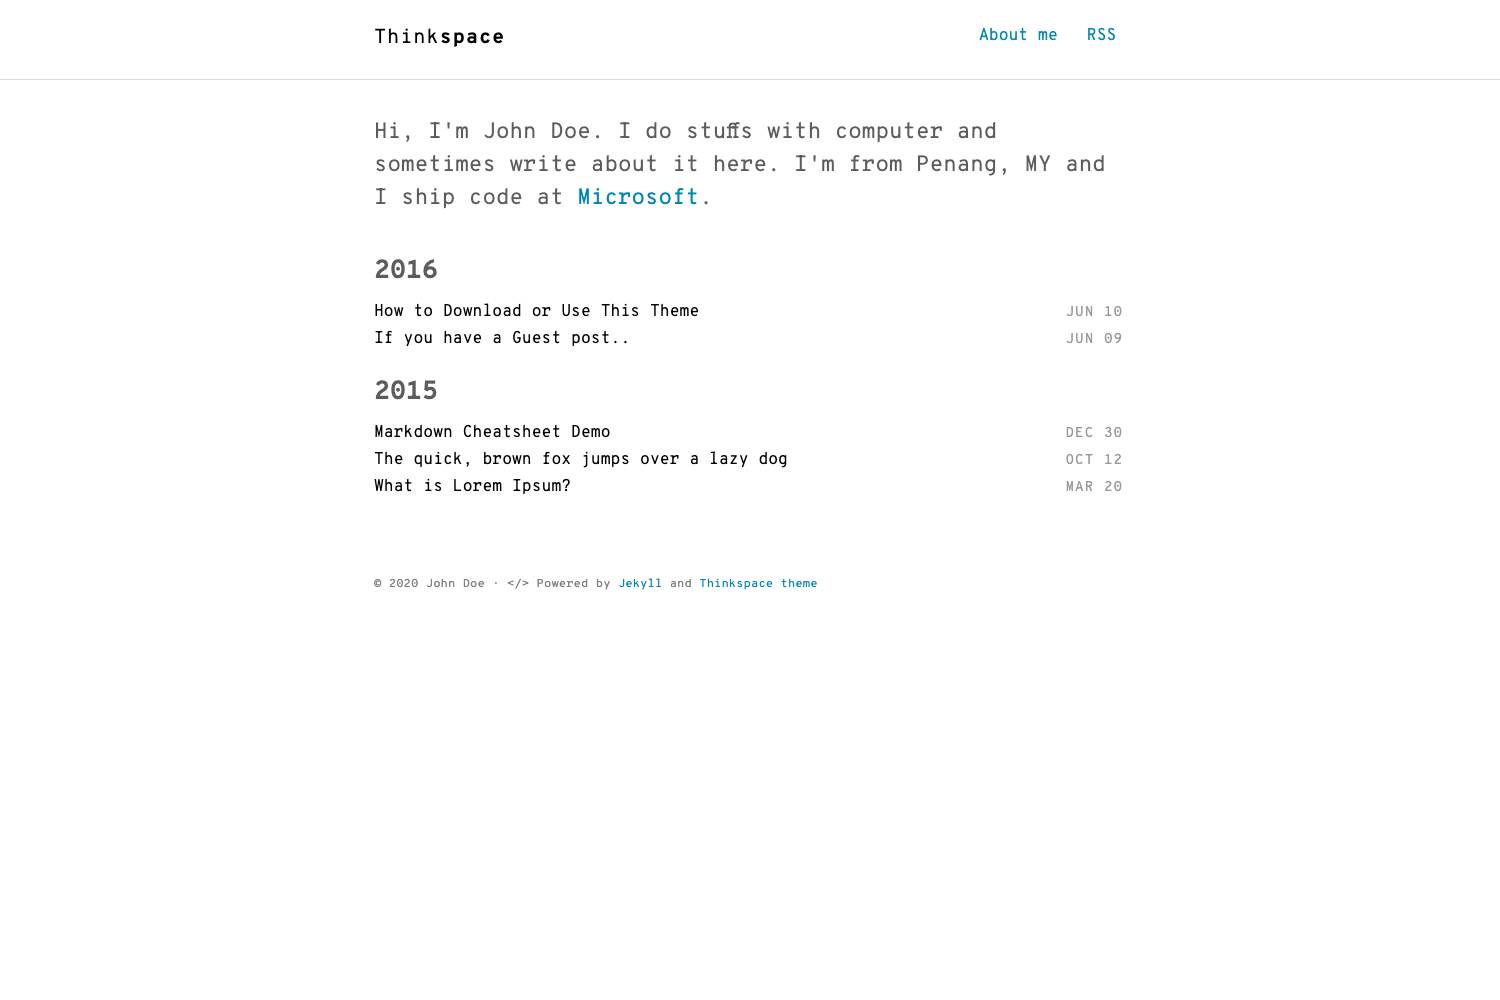 Thinkspace
About me RSS
Hi, I'm John Doe. I do stuffs with computer and
sometimes write about it here. I'm from Penang, MY and
I ship code at Microsoft.
2016
How to Download or Use This Theme JUN 10
If you have a Guest post.. JUN 09
2015
Markdown Cheatsheet Demo DEC 30
The quick, brown fox jumps over a lazy dog OCT 12
What is Lorem Ipsum? MAR 20
© 2020 John Doe · </> Powered by Jekyll and Thinkspace theme